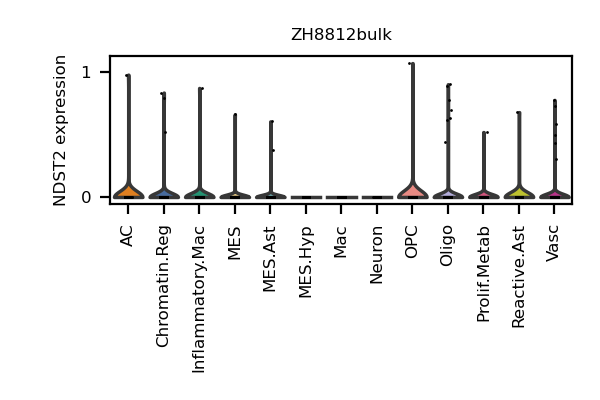 ZH8812bulk
NDST2 expression
1
0
AC
Chromatin.Reg
Inflammatory.Mac
MES
MES.Ast
MES.Hyp
Mac
Neuron
OPC
Oligo
Prolif.Metab
Reactive.Ast
Vasc